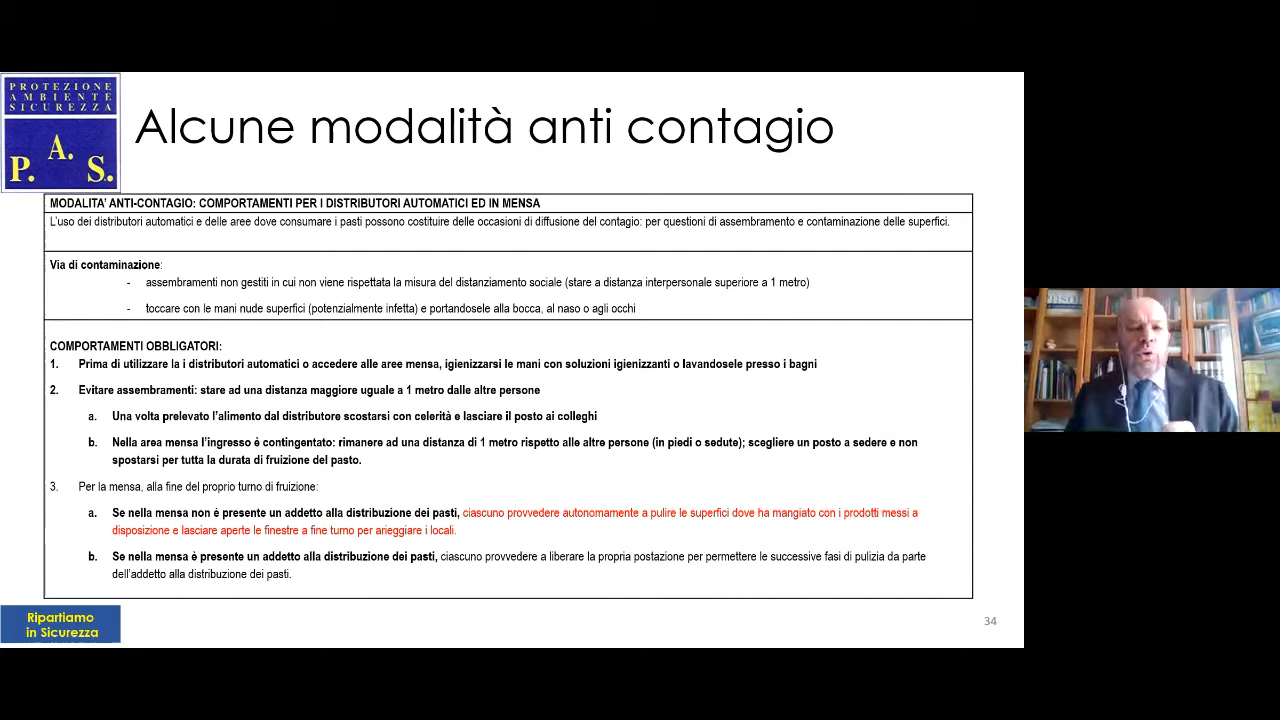 PROTEZIONE
AMBIENTE
SICUREZZA
P. A. S.
Alcune modalità anti contagio
MODALITA' ANTI-CONTAGIO: COMPORTAMENTI PER I DISTRIBUTORI AUTOMATICI ED IN MENSA
L'uso dei distributori automatici e delle aree dove consumare i pasti possono costituire delle occasioni di diffusione del contagio: per questioni di assembramento e contaminazione delle superfici.
Via di contaminazione:
- assembramenti non gestiti in cui non viene rispettata la misura del distanziamento sociale (stare a distanza interpersonale superiore a 1 metro)
- toccare con le mani nude superfici (potenzialmente infetta) e portandosele alla bocca, al naso o agli occhi
COMPORTAMENTI OBBLIGATORI:
1. Prima di utilizzare la i distributori automatici o accedere alle aree mensa, igienizzarsi le mani con soluzioni igienizzanti o lavandosele presso i bagni
2. Evitare assembramenti: stare ad una distanza maggiore uguale a 1 metro dalle altre persone
a. Una volta prelevato l'alimento dal distributore scostarsi con celerità e lasciare il posto ai colleghi
b. Nella area mensa l'ingresso è contingentato: rimanere ad una distanza di 1 metro rispetto alle altre persone (in piedi o sedute); scegliere un posto a sedere e non
spostarsi per tutta la durata di fruizione del pasto.
3. Per la mensa, alla fine del proprio turno di fruizione:
a. Se nella mensa non è presente un addetto alla distribuzione dei pasti, ciascuno provvedere autonomamente a pulire le superfici dove ha mangiato con i prodotti messi a
disposizione e lasciare aperte le finestre a fine turno per arieggiare i locali.
b. Se nella mensa è presente un addetto alla distribuzione dei pasti, ciascuno provvedere a liberare la propria postazione per permettere le successive fasi di pulizia da parte
dell'addetto alla distribuzione dei pasti.
Ripartiamo
in Sicurezza
34